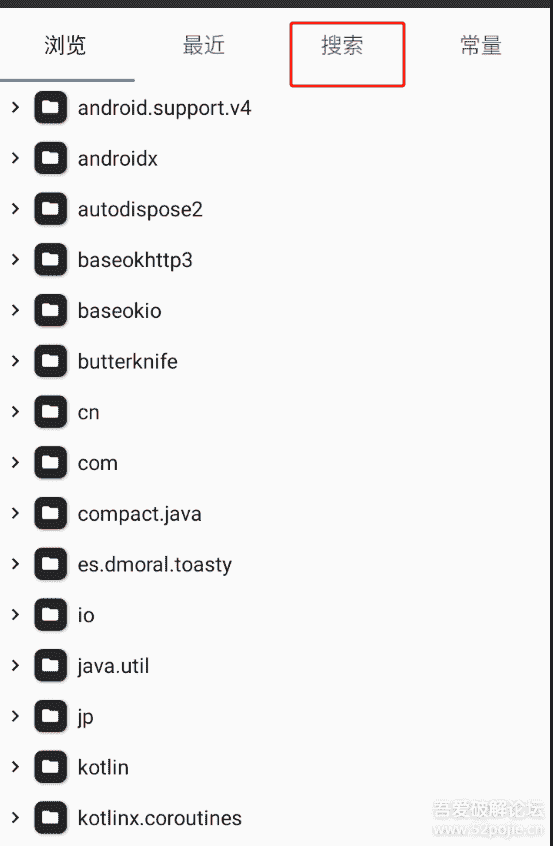 浏览 最近 搜索 常量
android.support.v4
androidx
autodispose2
baseokhttp3
baseokio
butterknife
cn
com
compact.java
es.dmoral.toasty
io
java.util
jp
kotlin
kotlinx.coroutines
吾爱破解论坛
www.52pojie.cn